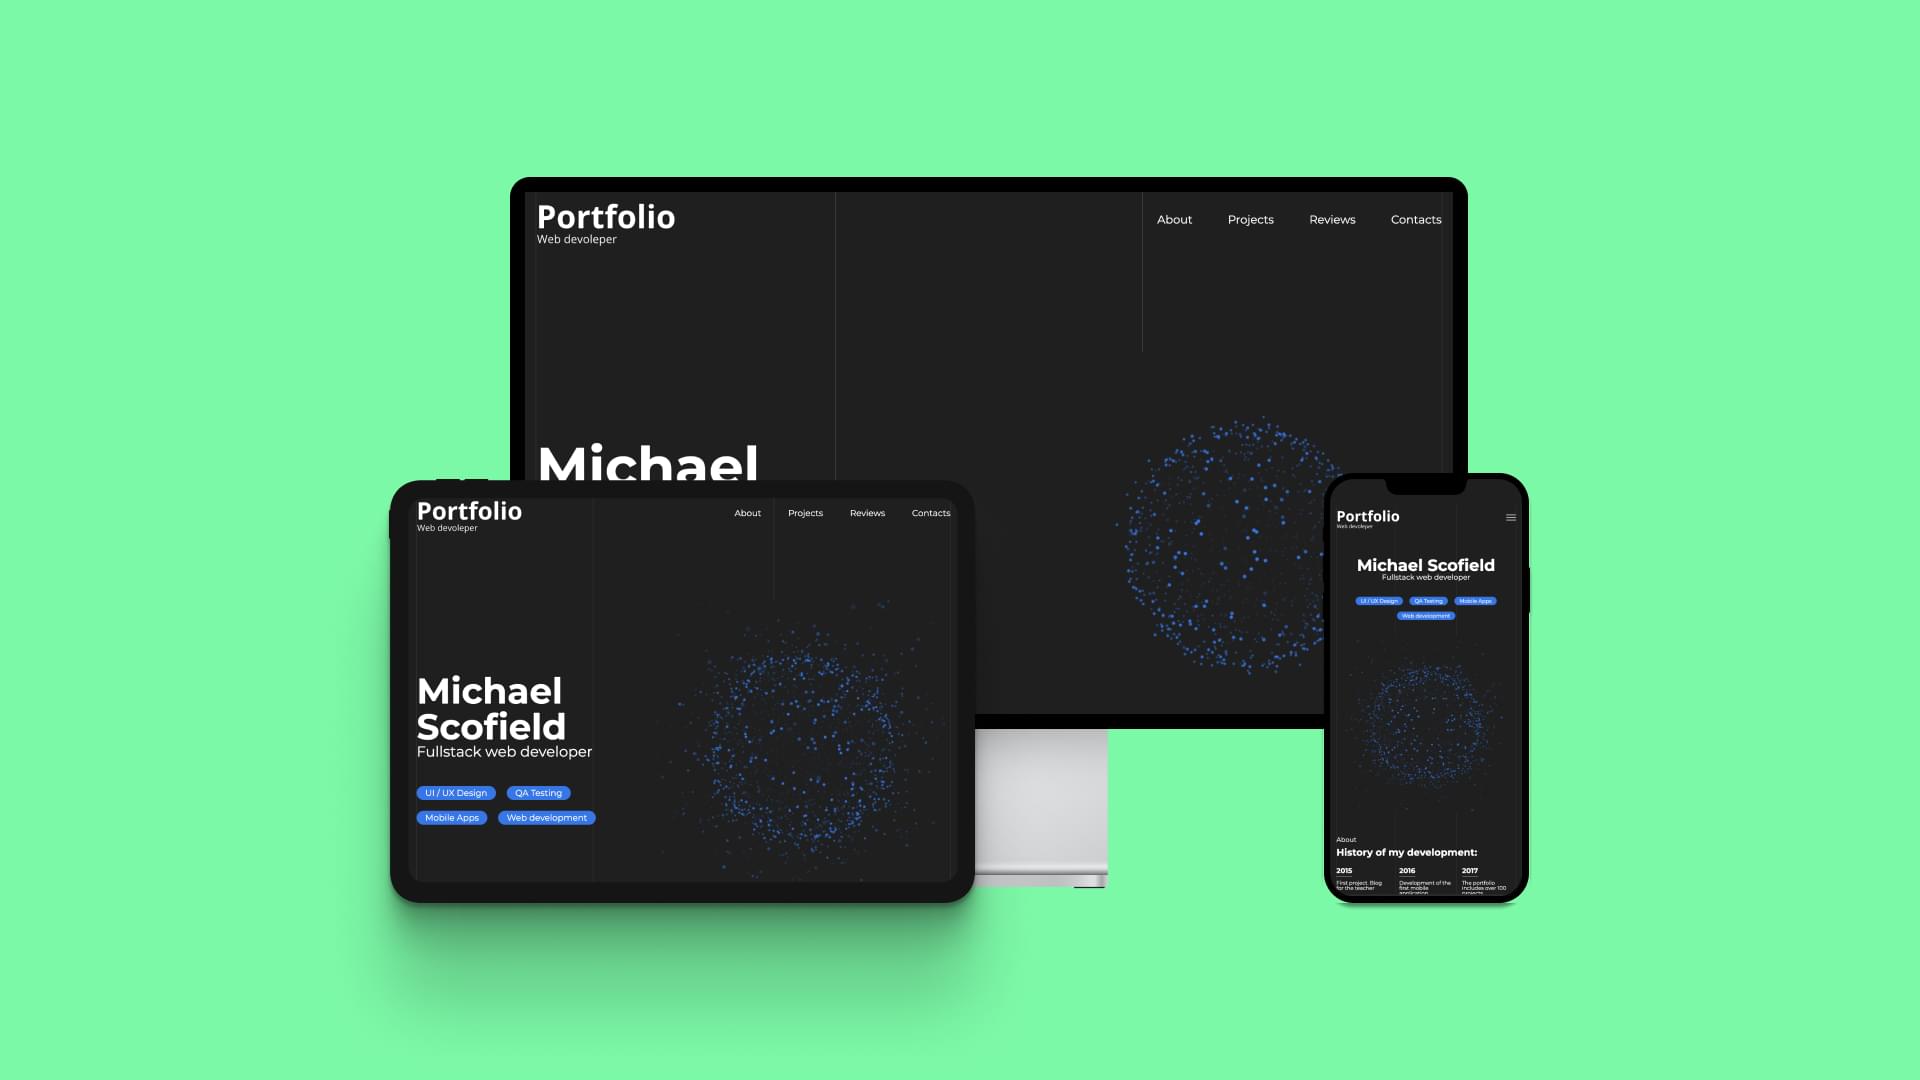 Portfolio
Web devoleper
About Projects Reviews Contacts
Michael
Portfolio
Web devoleper
About Projects Reviews Contacts
Michael
Scofield
Fullstack web developer
UI / UX Design QA Testing
Mobile Apps Web development
Portfolio
Web devoleper
Michael Scofield
Fullstack web developer
UI / UX Design QA Testing Mobile Apps
Web development
About
History of my development:
2015 2016 2017
First project. Blog Development of the The portfolio
for the teacher first mobile includes over 100
application projects